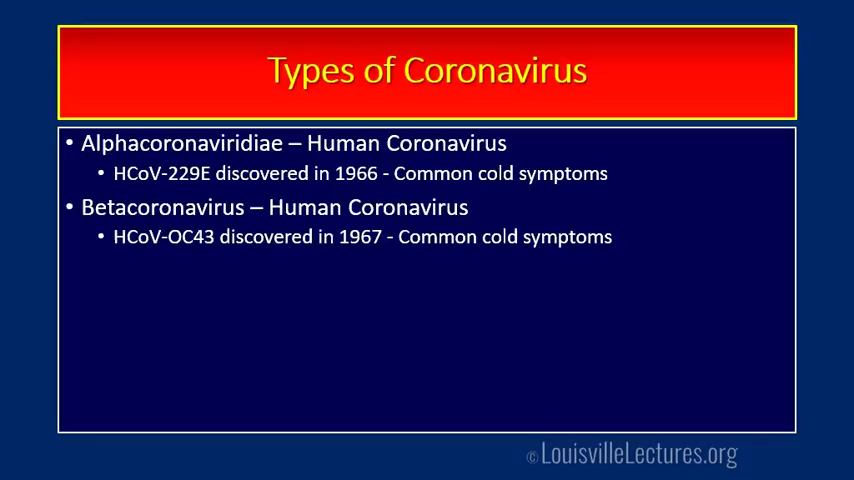 Types of Coronavirus
• Alphacoronaviridiae – Human Coronavirus
• HCoV-229E discovered in 1966 - Common cold symptoms
• Betacoronavirus – Human Coronavirus
• HCoV-OC43 discovered in 1967 - Common cold symptoms
© LouisvilleLectures.org